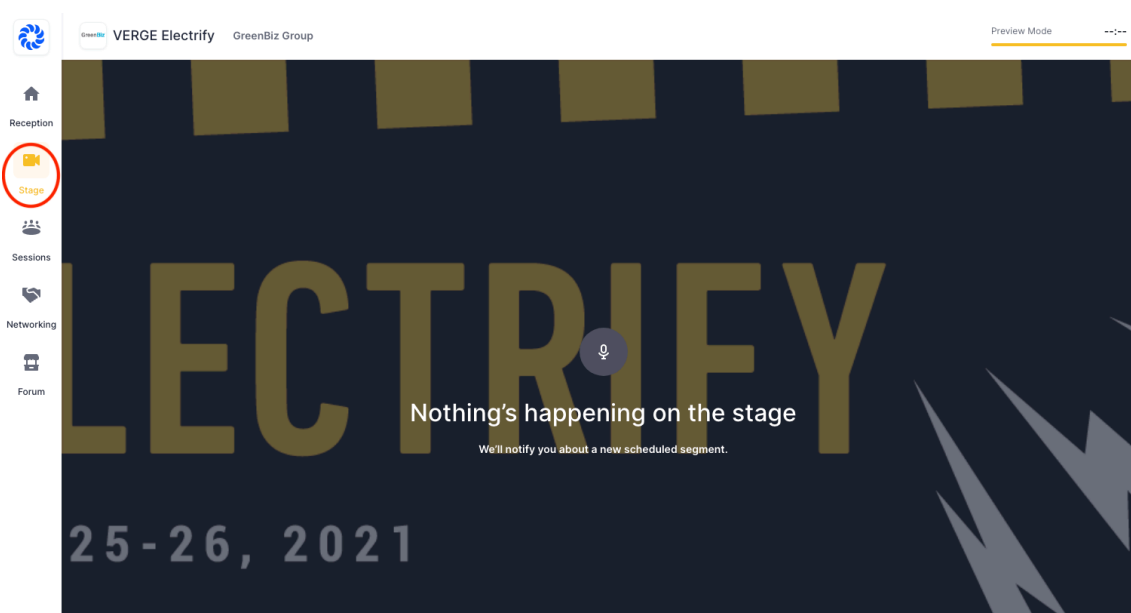 GreenBiz
VERGE Electrify
GreenBiz Group
Preview Mode
--:--
Reception
Stage
Sessions
Networking
Forum
LECTRIFY
Nothing's happening on the stage
We'll notify you about a new scheduled segment.
25-26, 2021